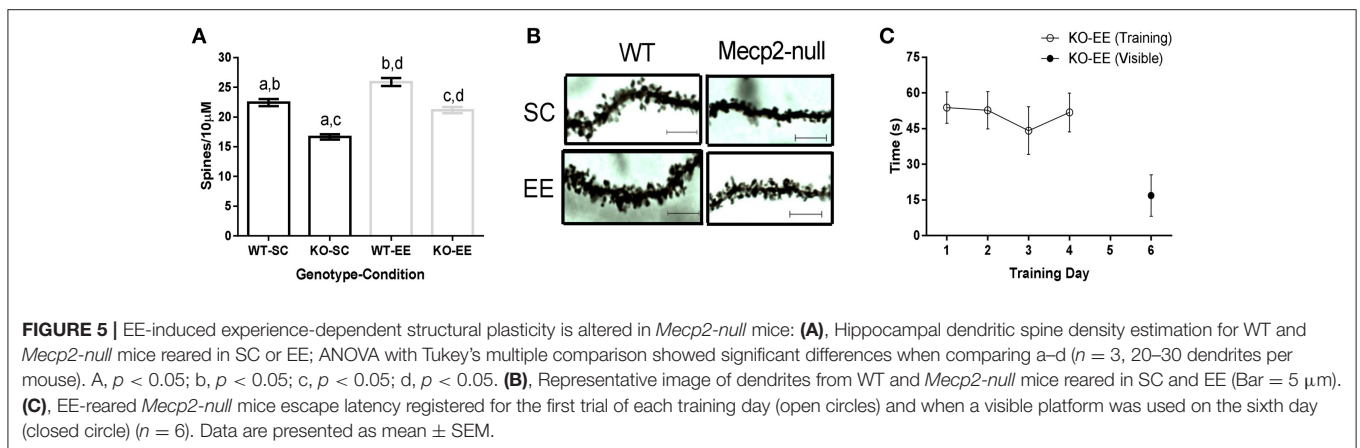 A
30
25
20
15
10
5
0
Spines/10µM
a,b
a,c
b,d
c,d
WT-SC KO-SC WT-EE KO-EE
Genotype-Condition
B
WT Mecp2-null
SC
EE
C
KO-EE (Training)
KO-EE (Visible)
75
60
45
30
15
0
Time (s)
1 2 3 4 5 6
Training Day
FIGURE 5 | EE-induced experience-dependent structural plasticity is altered in Mecp2-null mice: (A), Hippocampal dendritic spine density estimation for WT and
Mecp2-null mice reared in SC or EE; ANOVA with Tukey's multiple comparison showed significant differences when comparing a–d (n = 3, 20–30 dendrites per
mouse). A, p < 0.05; b, p < 0.05; c, p < 0.05; d, p < 0.05. (B), Representative image of dendrites from WT and Mecp2-null mice reared in SC and EE (Bar = 5 µm).
(C), EE-reared Mecp2-null mice escape latency registered for the first trial of each training day (open circles) and when a visible platform was used on the sixth day
(closed circle) (n = 6). Data are presented as mean ± SEM.